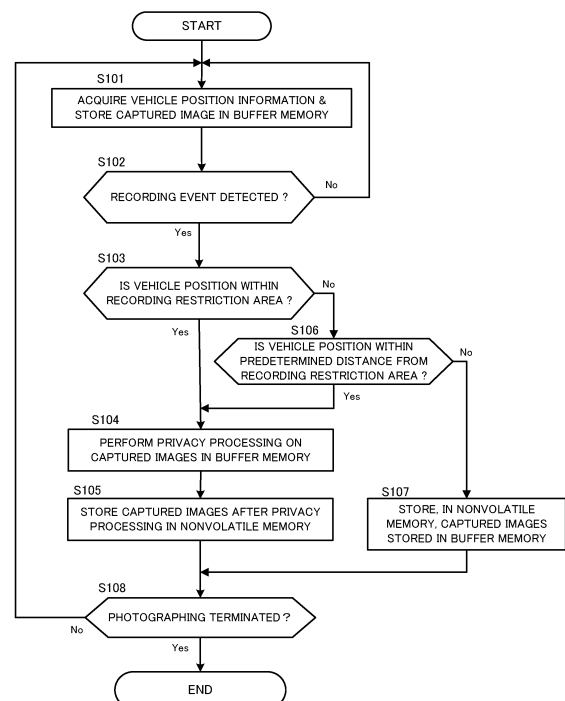 START
S101
ACQUIRE VEHICLE POSITION INFORMATION &
STORE CAPTURED IMAGE IN BUFFER MEMORY
S102
RECORDING EVENT DETECTED ?
No
Yes
S103
IS VEHICLE POSITION WITHIN
RECORDING RESTRICTION AREA ?
No
Yes
S106
IS VEHICLE POSITION WITHIN
PREDETERMINED DISTANCE FROM
RECORDING RESTRICTION AREA ?
No
Yes
S104
PERFORM PRIVACY PROCESSING ON
CAPTURED IMAGES IN BUFFER MEMORY
S105
STORE CAPTURED IMAGES AFTER PRIVACY
PROCESSING IN NONVOLATILE MEMORY
S107
STORE, IN NONVOLATILE
MEMORY, CAPTURED IMAGES
STORED IN BUFFER MEMORY
S108
PHOTOGRAPHING TERMINATED?
No
Yes
END